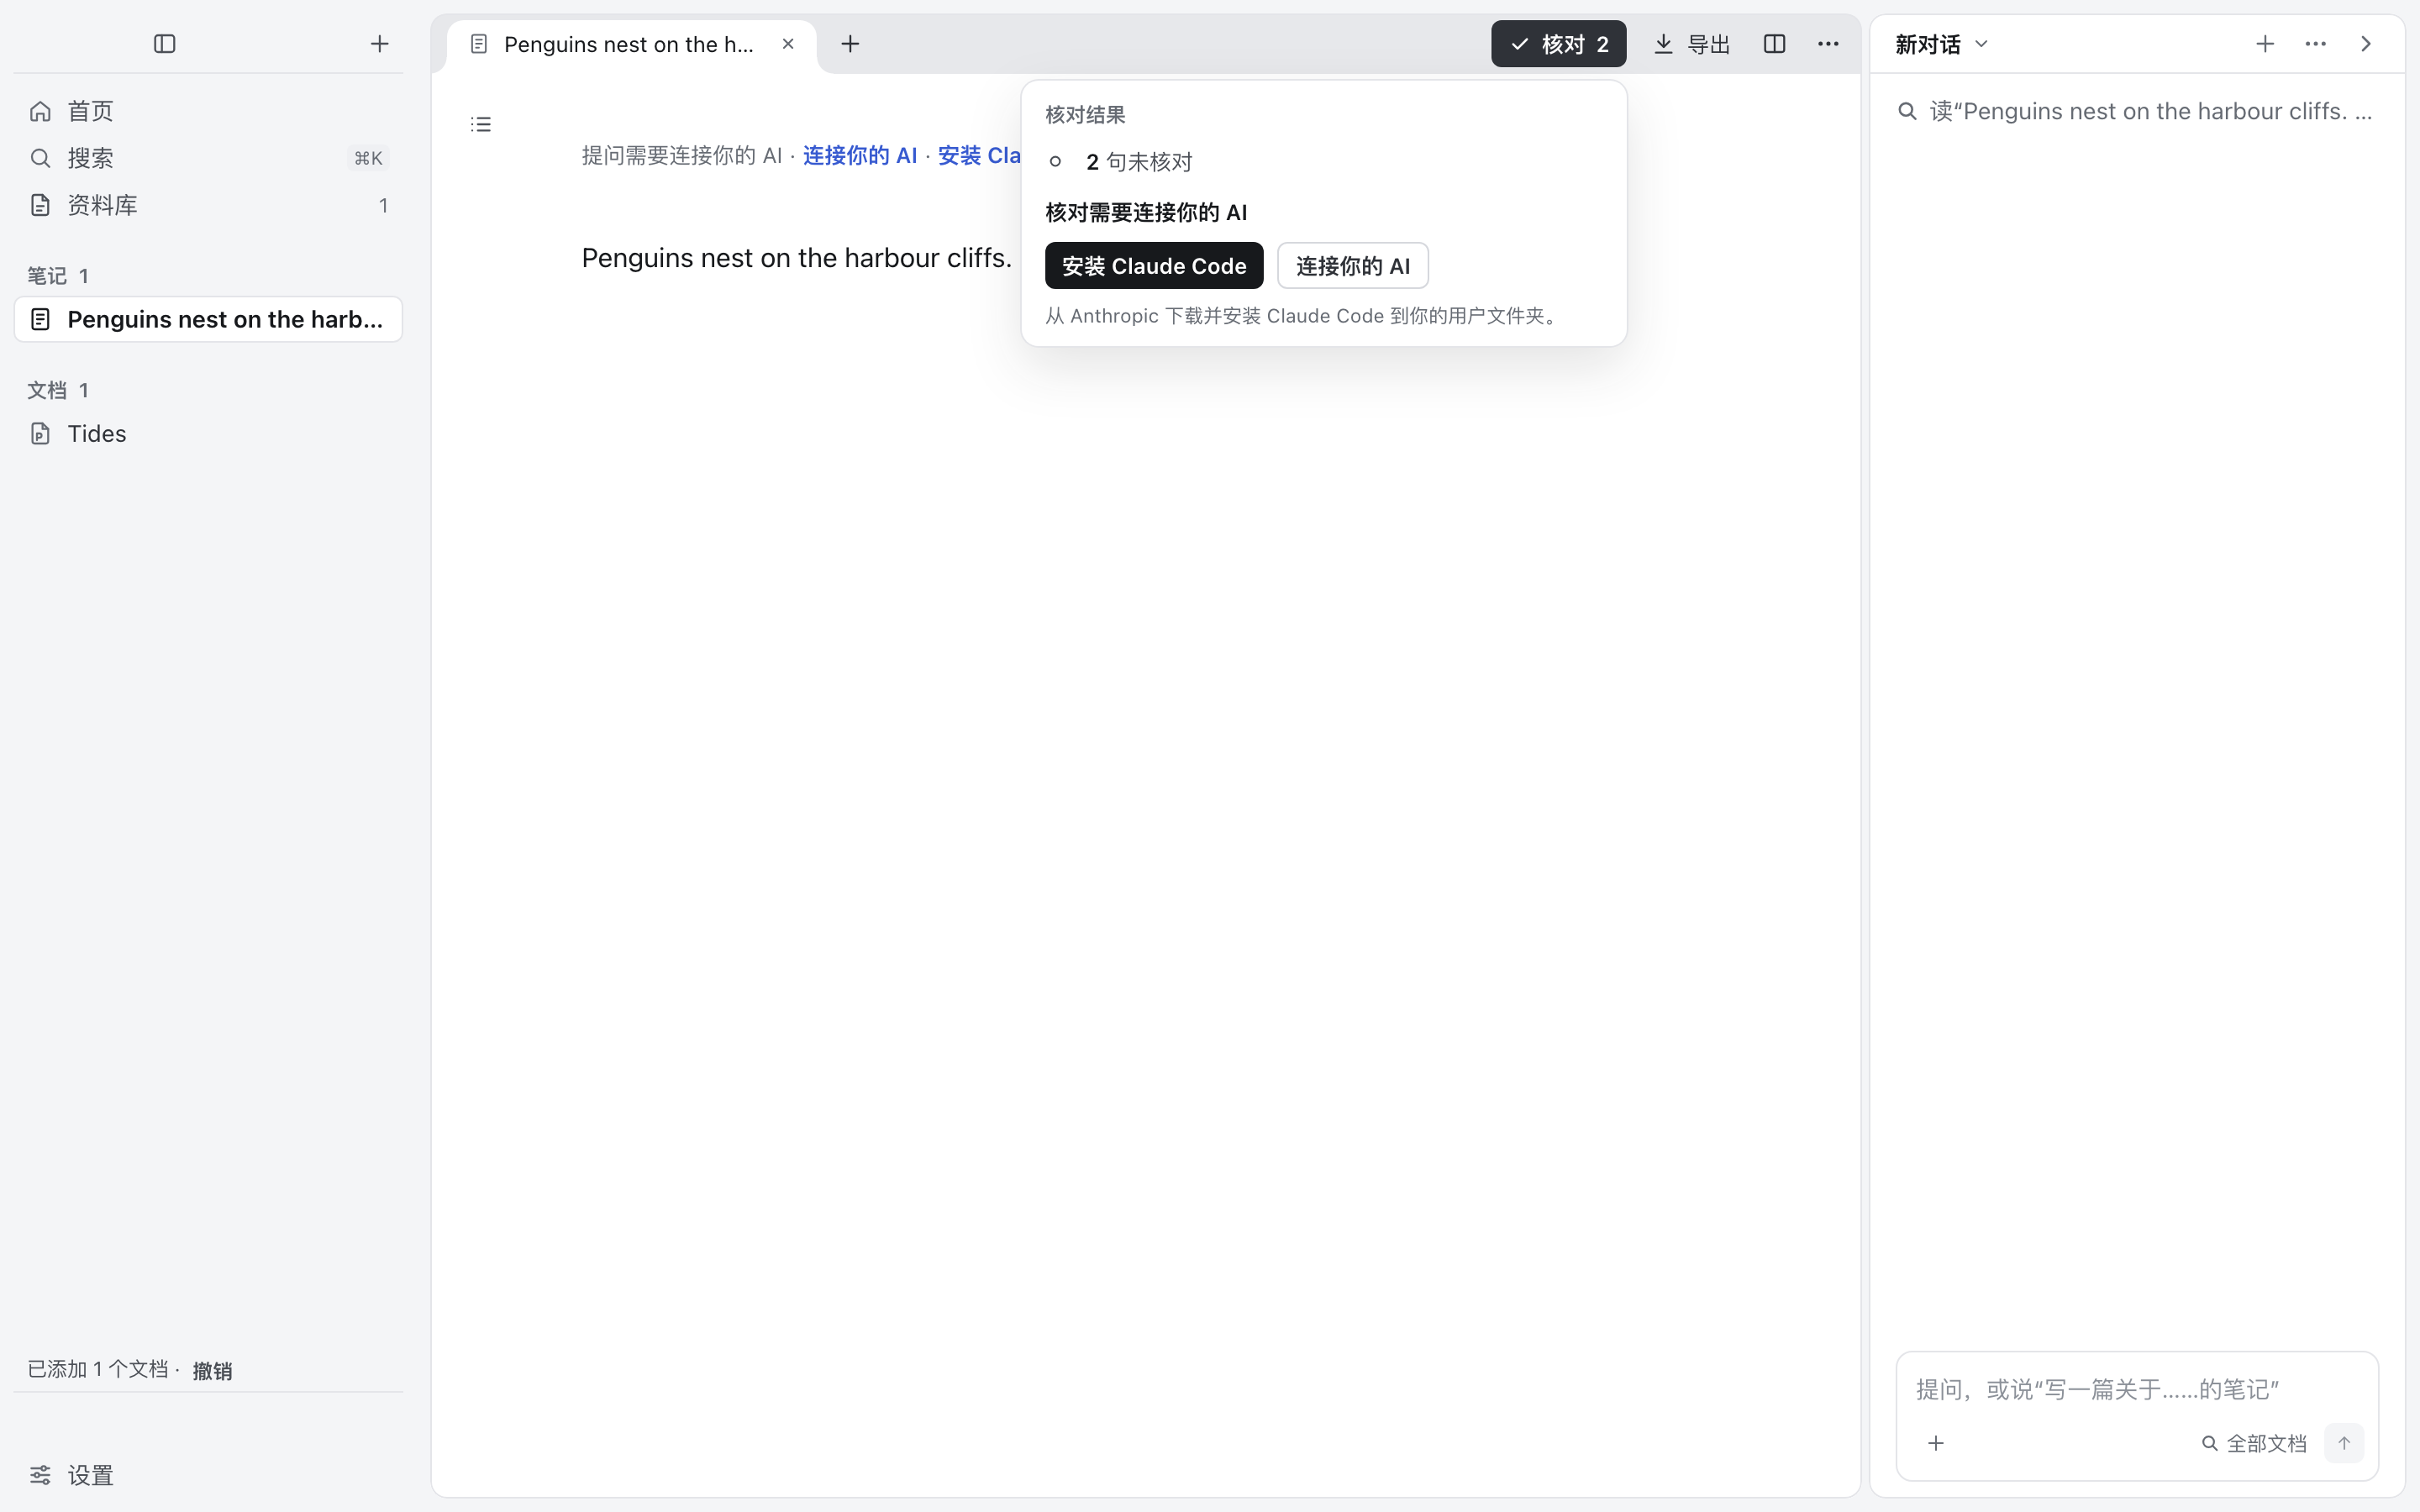 首页
搜索 ⌘K
资料库 1
笔记 1
Penguins nest on the harb...
文档 1
Tides
已添加 1 个文档 · 撤销
设置
Penguins nest on the h...
核对 2
导出
提问需要连接你的 AI · 连接你的 AI · 安装 Cla
Penguins nest on the harbour cliffs.
核对结果
2 句未核对
核对需要连接你的 AI
安装 Claude Code 连接你的 AI
从 Anthropic 下载并安装 Claude Code 到你的用户文件夹。
新对话
读“Penguins nest on the harbour cliffs. ...
提问，或说“写一篇关于……的笔记”
全部文档